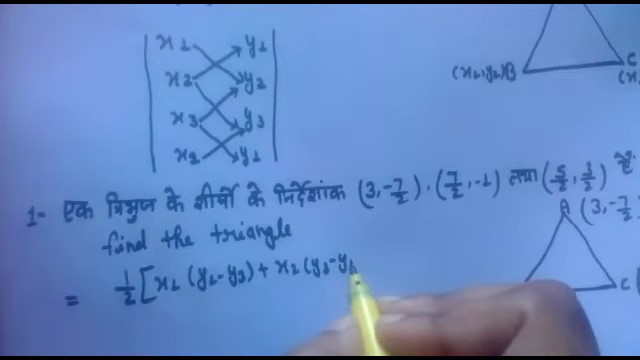 x₁ y₁
x₂ y₂
x₃ y₃
x₂ y₁
(x₂,y₂)B
C
1- एक त्रिभुज के शीर्षो के निर्देशांक (3,-7/2), (7/2,-1) तथा (5/2, 3/2) है
find the triangle
A (3,-7/2)
= 1/2 [x₁ (y₂-y₃) + x₂ (y₃-y₁
C